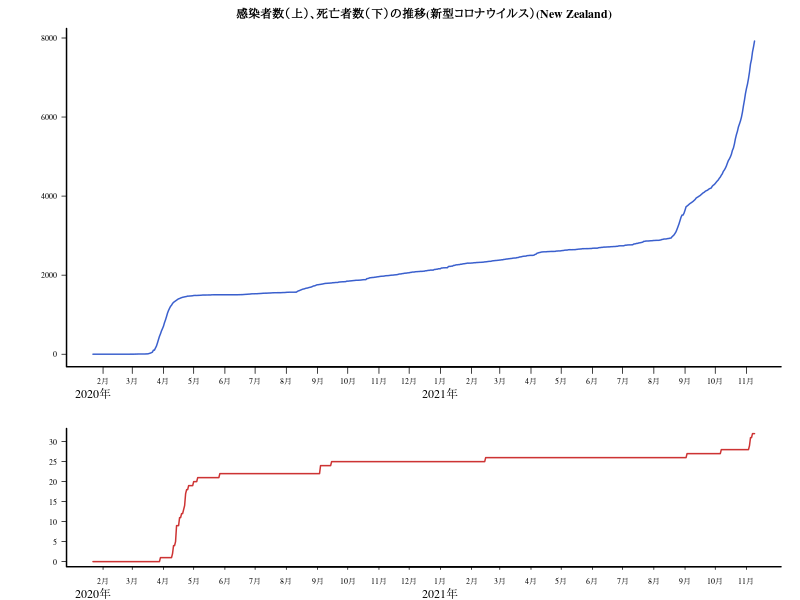 感染者数（上）、死亡者数（下）の推移(新型コロナウイルス）(New Zealand)
8000
6000
4000
2000
0
2月 3月 4月 5月 6月 7月 8月 9月 10月 11月 12月 2月 3月 4月 5月 6月 7月 8月 9月 10月 11月
2020年 2021年
30
25
20
15
10
5
0
2月 3月 4月 5月 6月 7月 8月 9月 10月 11月 12月 2月 3月 4月 5月 6月 7月 8月 9月 10月 11月
2020年 2021年